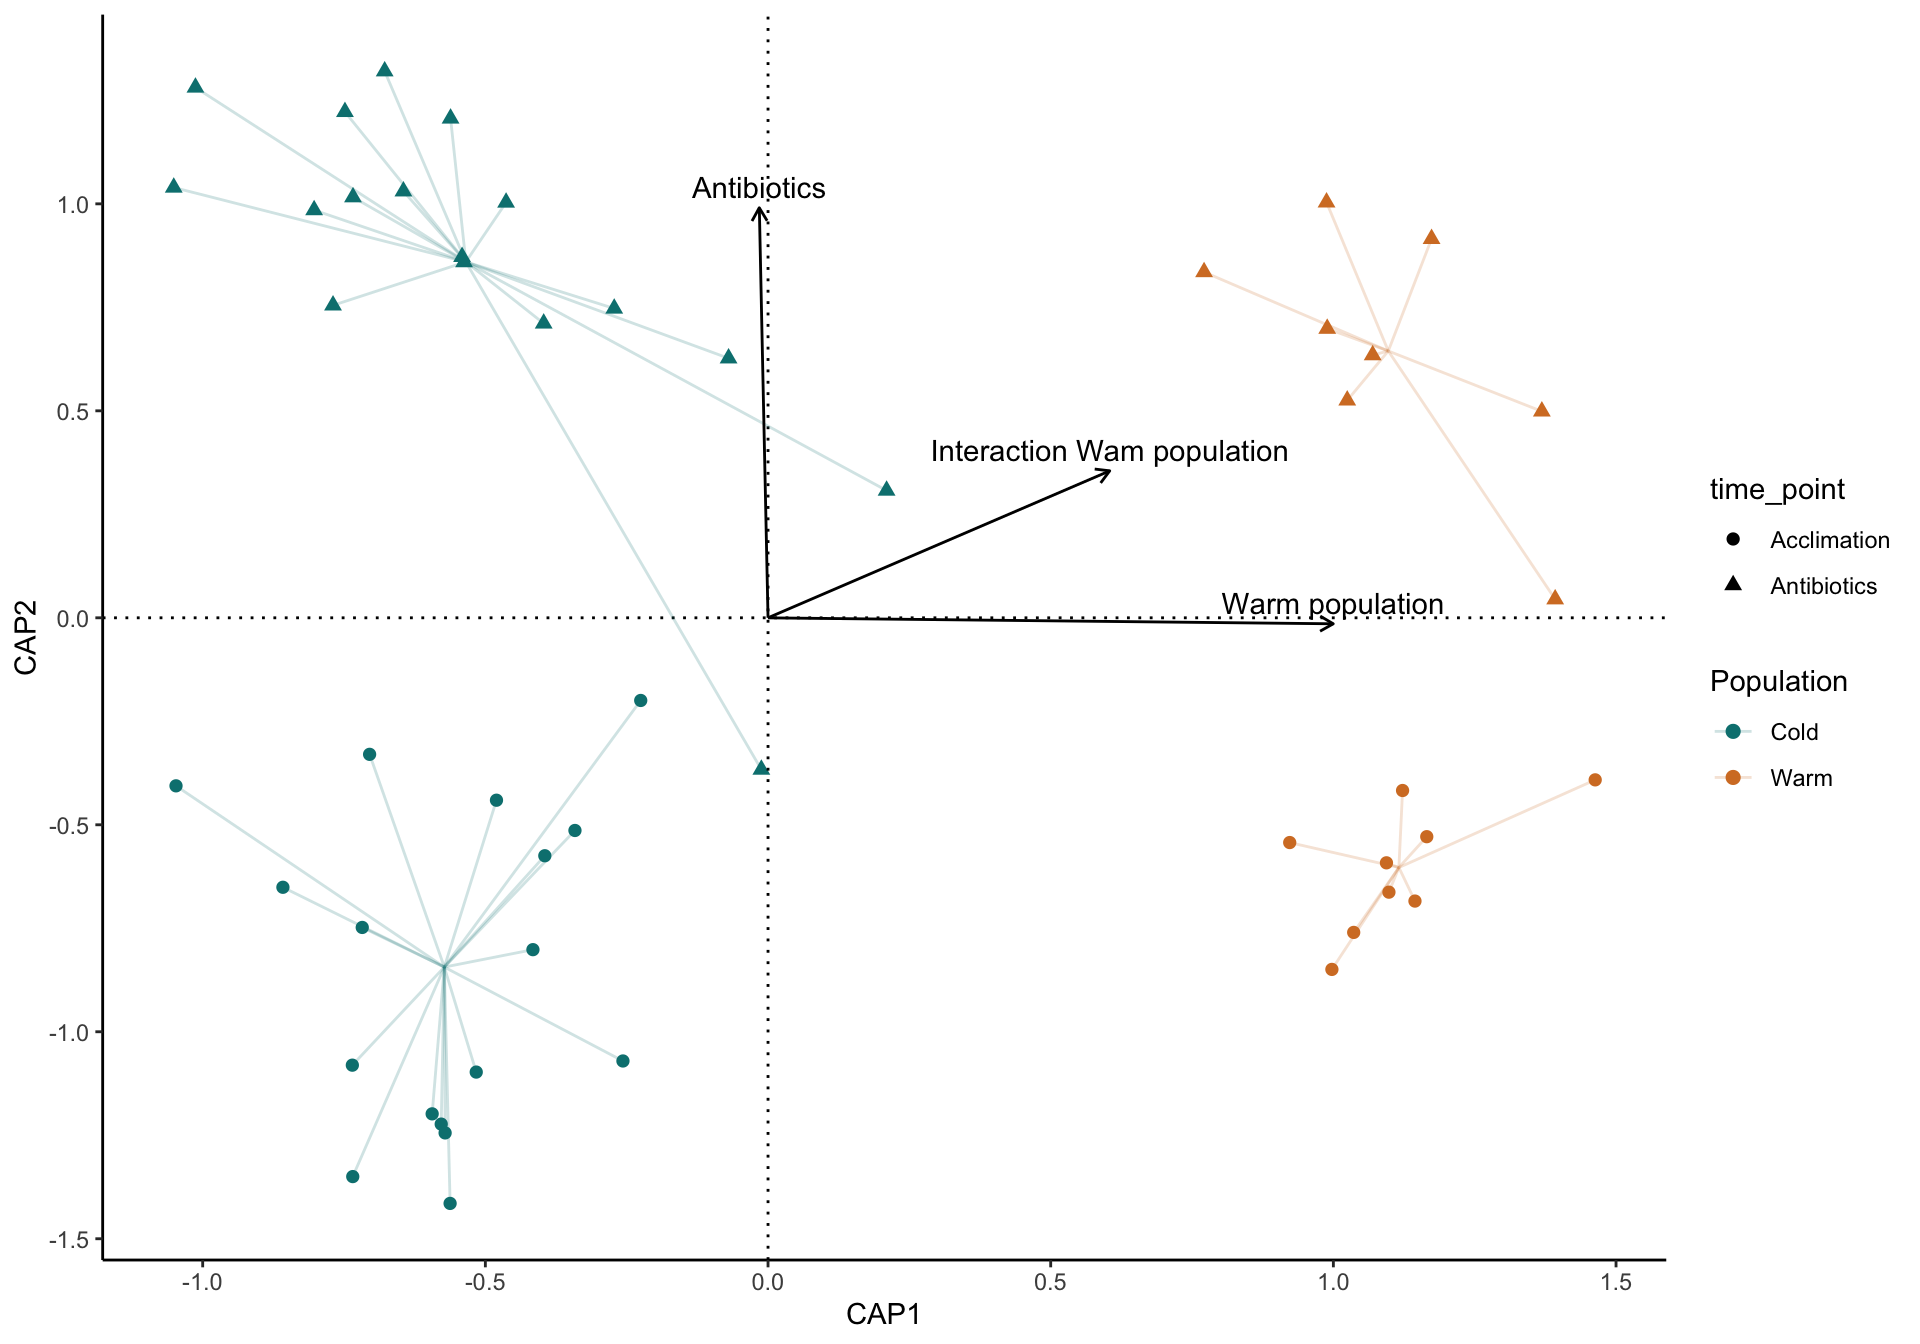 Antibiotics
1.0
Interaction Wam population
0.5
time_point
Acclimation
Antibiotics
Warm population
0.0
CAP2
Population
Cold
Warm
-0.5
-1.0
-1.5
-1.0 -0.5 0.0 0.5 1.0 1.5
CAP1